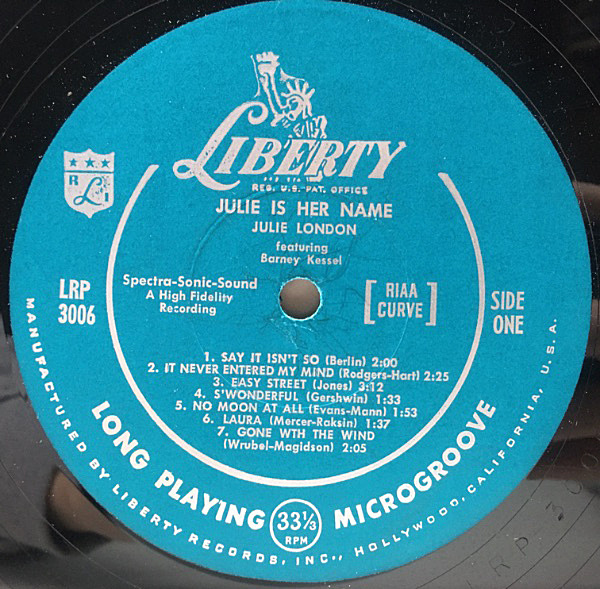 LIBERTY
REG. U.S. PAT. OFFICE
JULIE IS HER NAME
JULIE LONDON
featuring
Barney Kessel
Spectra-Sonic-Sound
A High Fidelity
Recording
LRP
3006
[RIAA
CURVE]
SIDE
ONE
1. SAY IT ISN'T SO (Berlin) 2:00
2. IT NEVER ENTERED MY MIND (Rodgers-Hart) 2:25
3. EASY STREET (Jones) 3:12
4. S'WONDERFUL (Gershwin) 1:33
5. NO MOON AT ALL (Evans-Mann) 1:53
6. LAURA (Mercer-Raksin) 1:37
7. GONE WTH THE WIND
(Wrubel-Magidson) 2:05
LONG PLAYING 33⅓ RPM MICROGROOVE
MANUFACTURED BY LIBERTY RECORDS, INC., HOLLYWOOD, CALIFORNIA, U.S.A.